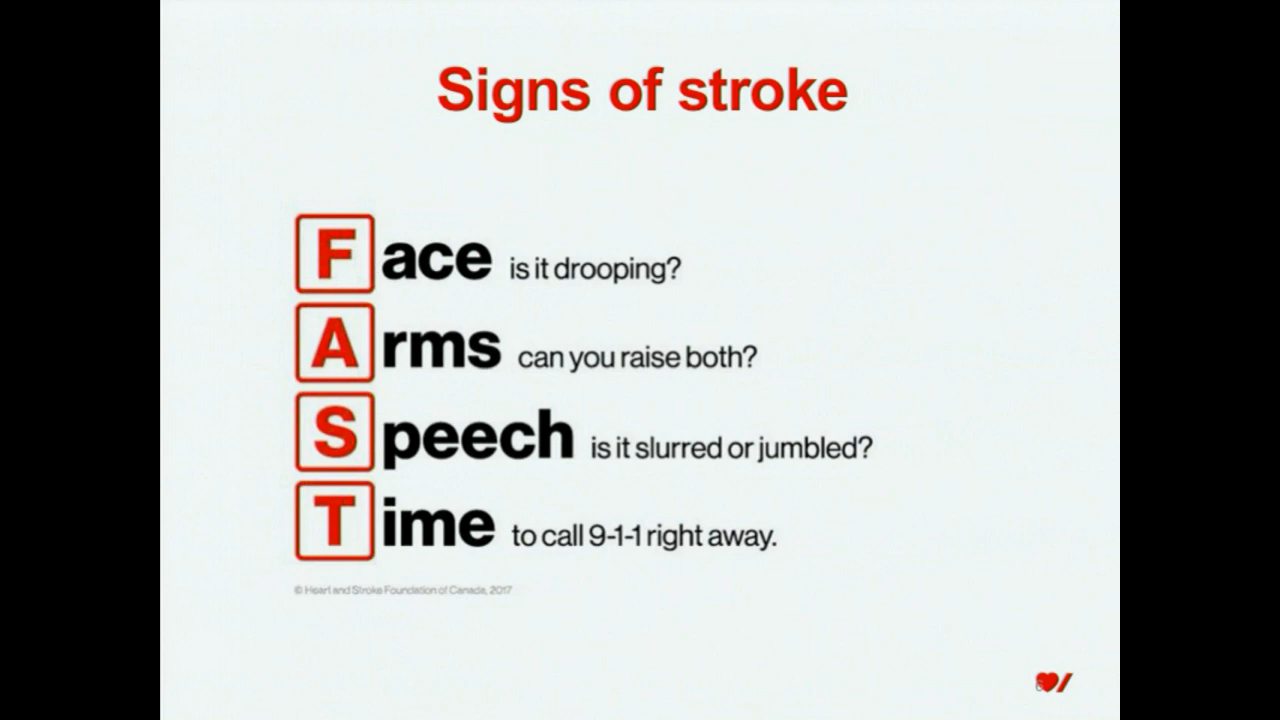 Signs of stroke
Face is it drooping?
Arms can you raise both?
Speech is it slurred or jumbled?
Time to call 9-1-1 right away.
© Heart and Stroke Foundation of Canada, 2017